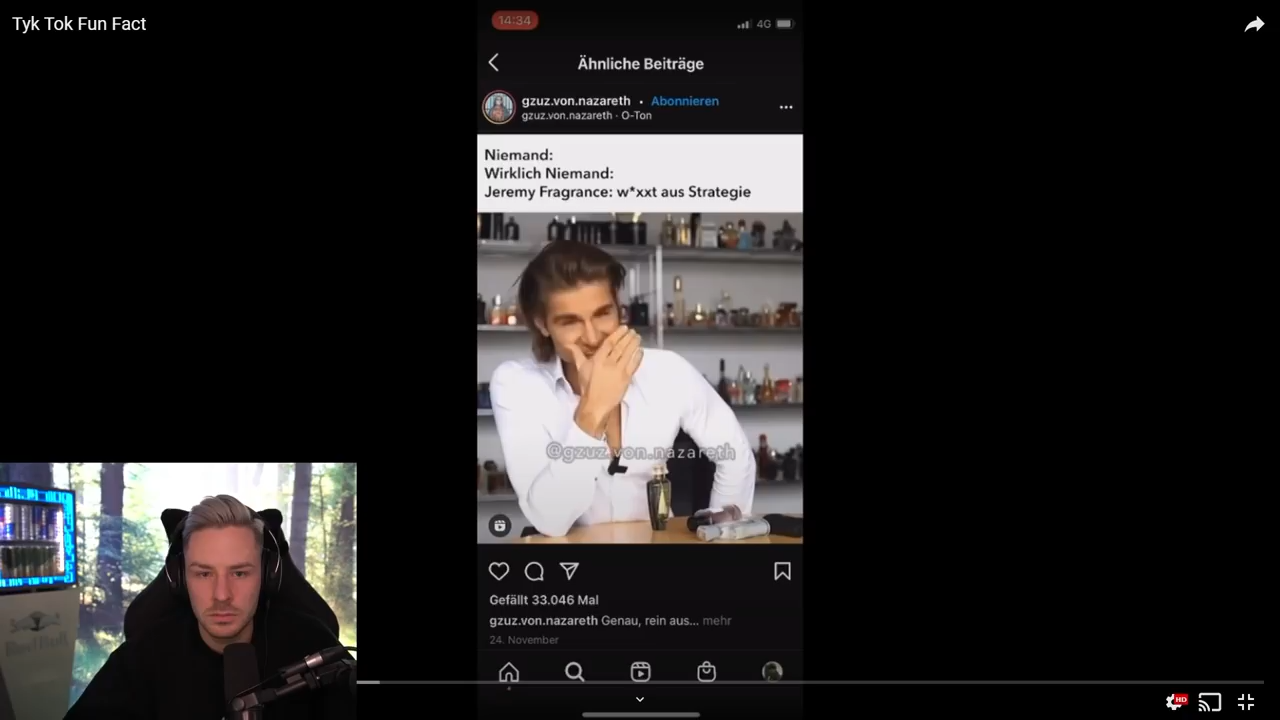 Tyk Tok Fun Fact
14:34
4G
Ähnliche Beiträge
gzuz.von.nazareth • Abonnieren
gzuz.von.nazareth · O-Ton
Niemand:
Wirklich Niemand:
Jeremy Fragrance: w*xxt aus Strategie
@gzuz.von.nazareth
Gefällt 33.046 Mal
gzuz.von.nazareth Genau, rein aus... mehr
24. November
HD